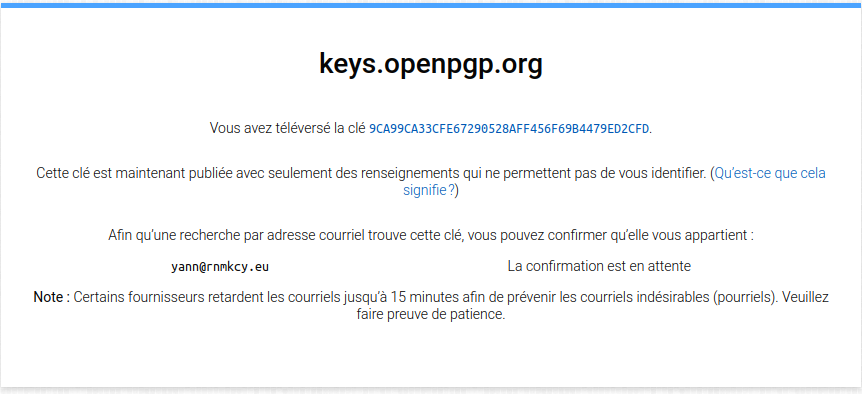 keys.openpgp.org
Vous avez téléversé la clé 9CA99CA33CFE67290528AFF456F69B4479ED2CFD.
Cette clé est maintenant publiée avec seulement des renseignements qui ne permettent pas de vous identifier. (Qu’est-ce que cela
signifie ?)
Afin qu’une recherche par adresse courriel trouve cette clé, vous pouvez confirmer qu’elle vous appartient :
yann@rnmkcy.eu La confirmation est en attente
Note : Certains fournisseurs retardent les courriels jusqu’à 15 minutes afin de prévenir les courriels indésirables (pourriels). Veuillez
faire preuve de patience.